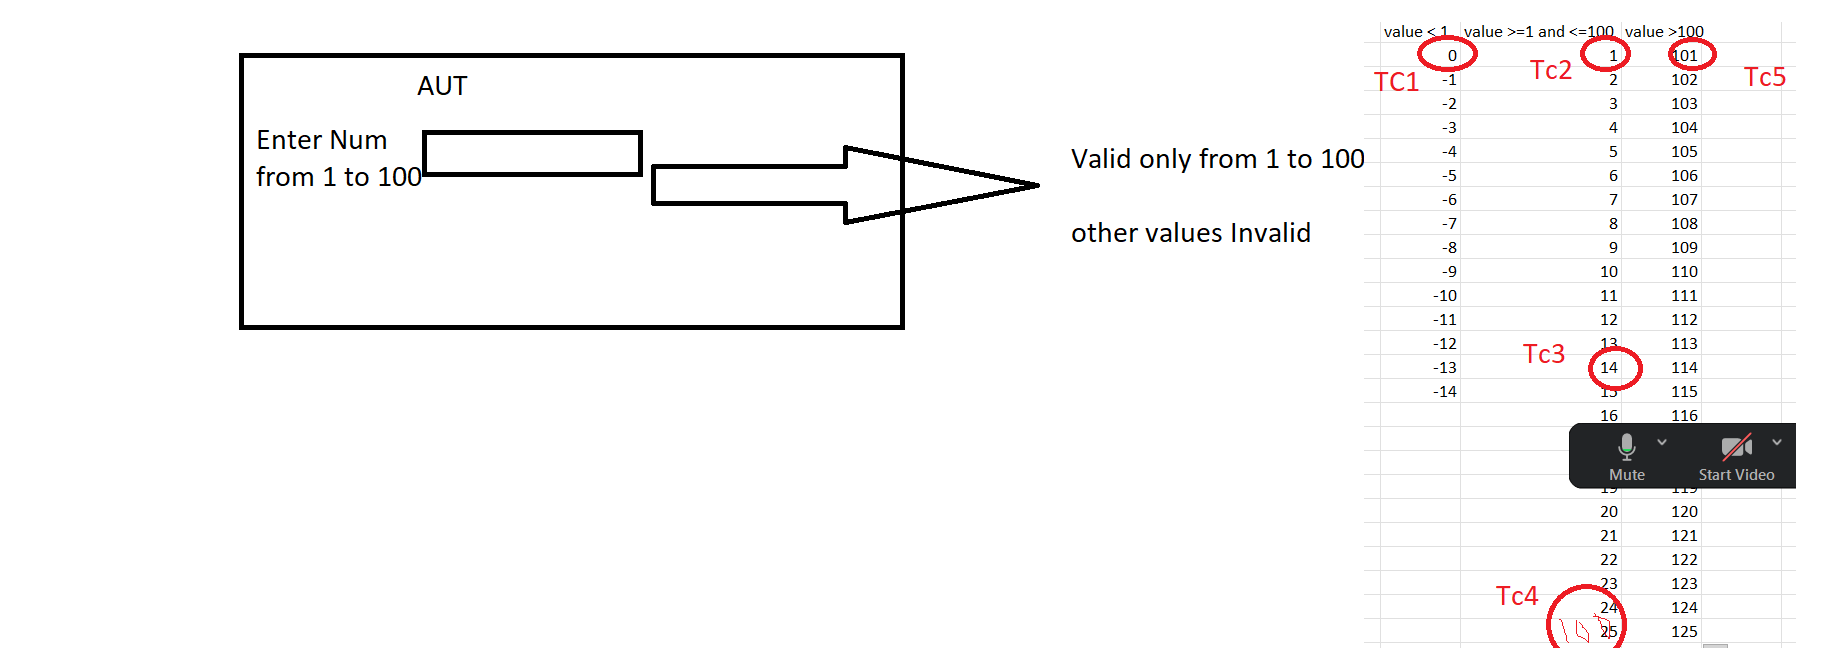 AUT
Enter Num
from 1 to 100
Valid only from 1 to 100
other values Invalid
value < 1 value >=1 and <=100 value >100
0 1 101
TC1 Tc2 Tc5
-1 2 102
-2 3 103
-3 4 104
-4 5 105
-5 6 106
-6 7 107
-7 8 108
-8 9 109
-9 10 110
-10 11 111
-11 12 112
-12 13 113
Tc3
-13 14 114
-14 15 115
16 116
Mute Start Video
19 119
20 120
21 121
22 122
23 123
Tc4
24 124
25 125
100